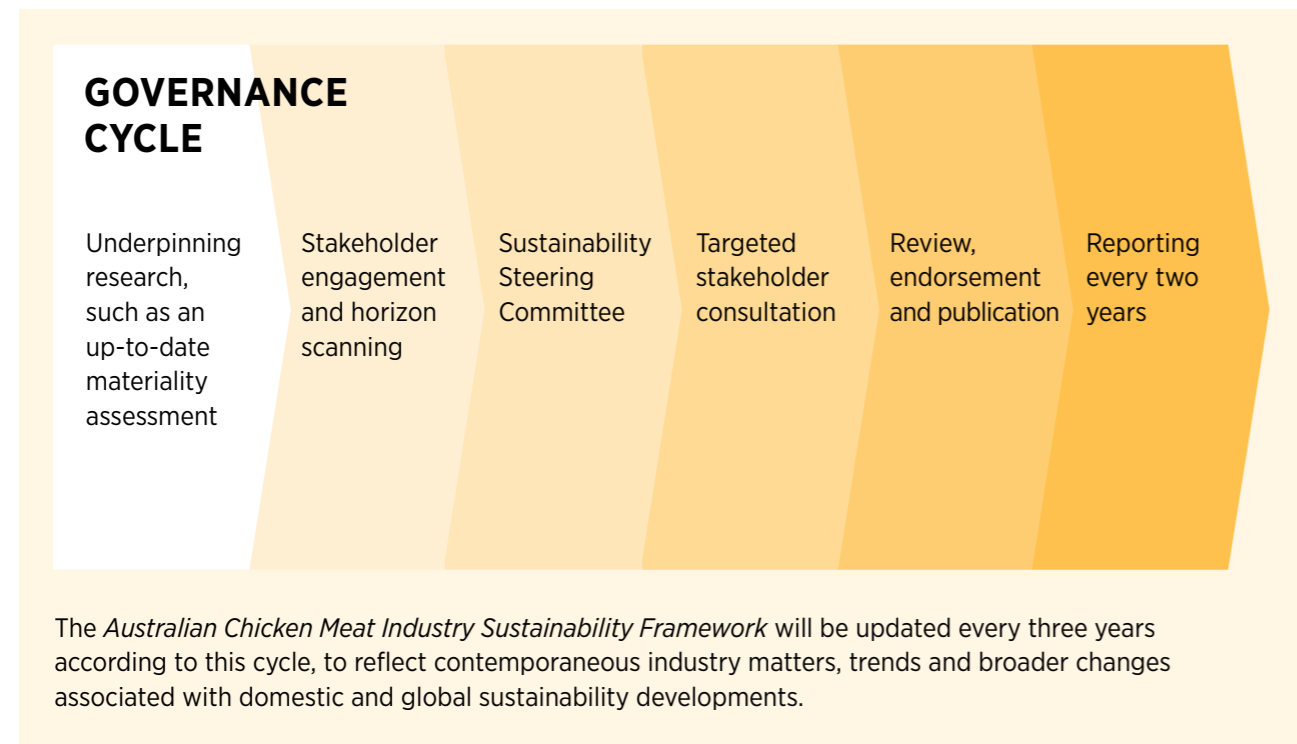 GOVERNANCE
CYCLE
Underpinning
research,
such as an
up-to-date
materiality
assessment
Stakeholder
engagement
and horizon
scanning
Sustainability
Steering
Committee
Targeted
stakeholder
consultation
Review,
endorsement
and publication
Reporting
every two
years
The Australian Chicken Meat Industry Sustainability Framework will be updated every three years
according to this cycle, to reflect contemporaneous industry matters, trends and broader changes
associated with domestic and global sustainability developments.